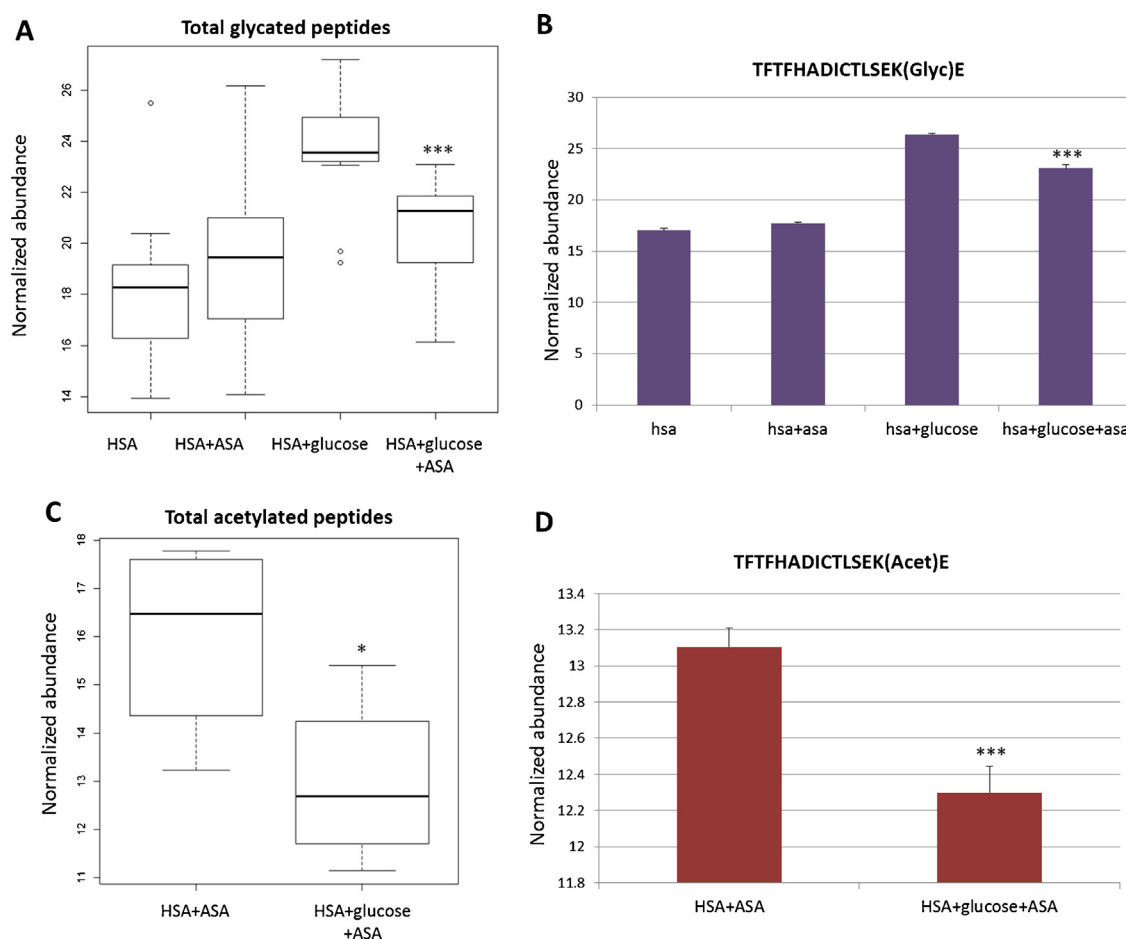 A
Total glycated peptides
Normalized abundance
26
24
22
20
18
16
14
***
HSA
HSA+ASA
HSA+glucose
HSA+glucose
+ASA
B
TFTFHADICTLSEK(Glyc)E
Normalized abundance
30
25
20
15
10
5
0
***
hsa
hsa+asa
hsa+glucose
hsa+glucose+asa
C
Total acetylated peptides
Normalized abundance
18
17
16
15
14
13
12
11
*
HSA+ASA
HSA+glucose
+ASA
D
TFTFHADICTLSEK(Acet)E
Normalized abundance
13.4
13.2
13
12.8
12.6
12.4
12.2
12
11.8
***
HSA+ASA
HSA+glucose+ASA